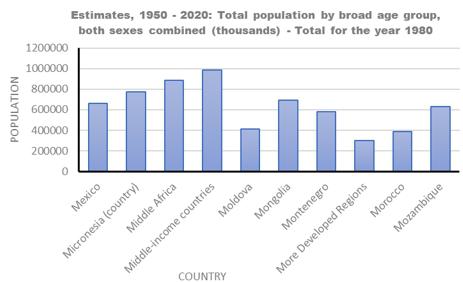 Estimates, 1950 - 2020: Total population by broad age group,
both sexes combined (thousands) - Total for the year 1980
POPULATION
1200000
1000000
800000
600000
400000
200000
0
Mexico
Micronesia (country)
Middle Africa
Middle-income countries
Moldova
Mongolia
Montenegro
More Developed Regions
Morocco
Mozambique
COUNTRY